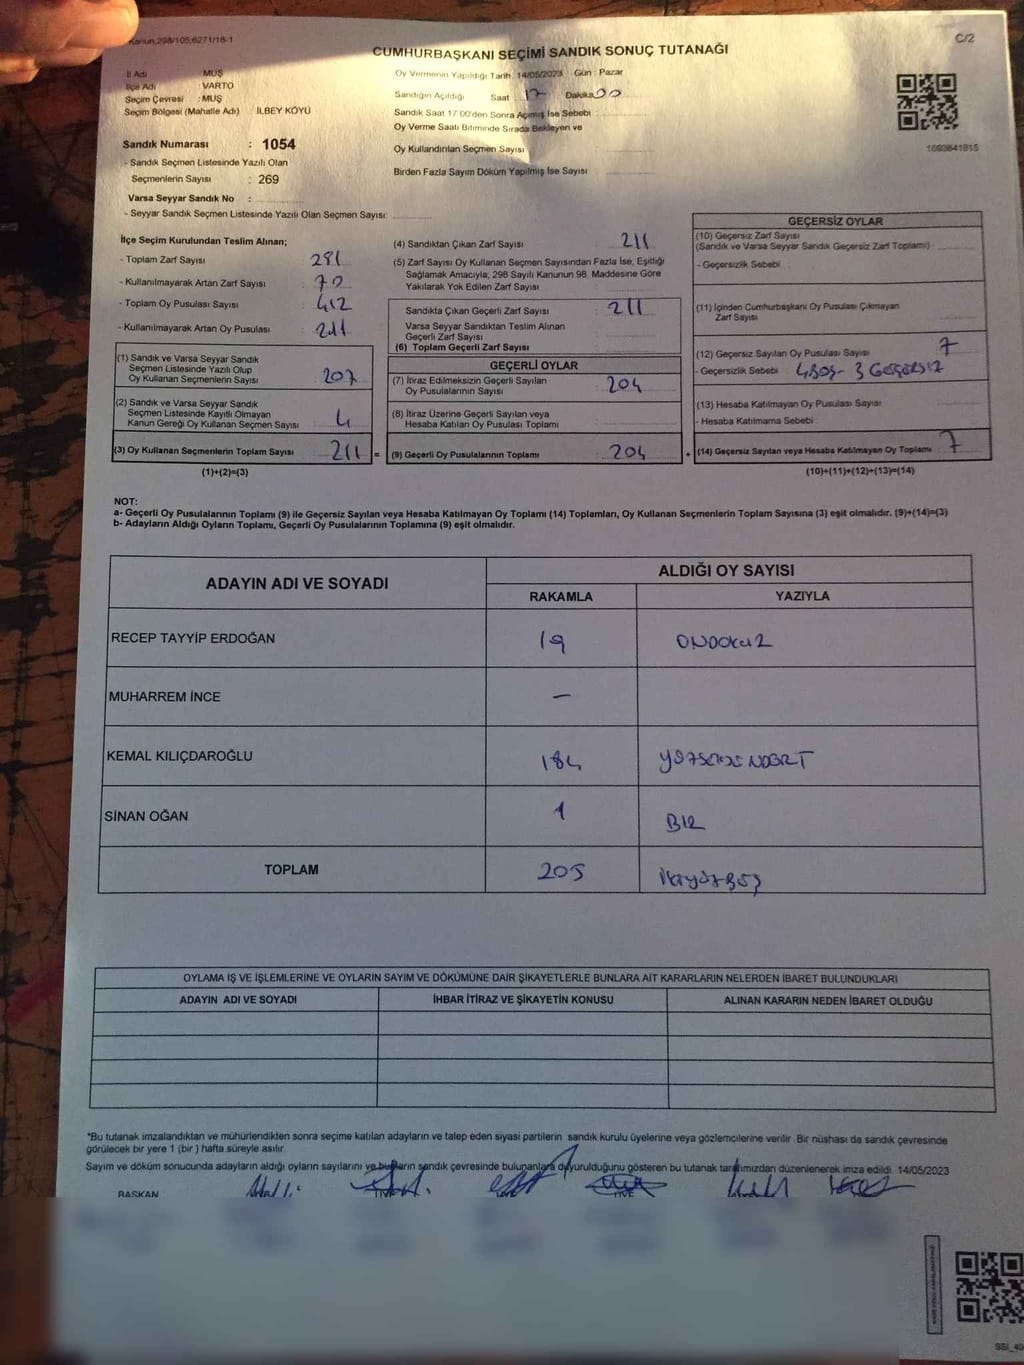 Kanun;298/105;6271/18-1
C/2
CUMHURBAŞKANI SEÇİMİ SANDIK SONUÇ TUTANAĞI
İl Adı : MUŞ
İlçe Adı : VARTO
Seçim Çevresi : MUŞ
Seçim Bölgesi (Mahalle Adı) İLBEY KÖYÜ
Oy Vermenin Yapıldığı Tarih: 14/05/2023 Gün : Pazar
Sandığın Açıldığı Saat : 17 Dakika 00
Sandık Saat 17.00'den Sonra Açılmış İse Sebebi :
Oy Verme Saati Bitiminde Sırada Bekleyen ve
Oy Kullandırılan Seçmen Sayısı :
Birden Fazla Sayım Döküm Yapılmış İse Sayısı :
1093841815
Sandık Numarası : 1054
- Sandık Seçmen Listesinde Yazılı Olan
Seçmenlerin Sayısı : 269
Varsa Seyyar Sandık No :
- Seyyar Sandık Seçmen Listesinde Yazılı Olan Seçmen Sayısı:
İlçe Seçim Kurulundan Teslim Alınan;
- Toplam Zarf Sayısı : 281
- Kullanılmayarak Artan Zarf Sayısı : 70
- Toplam Oy Pusulası Sayısı : 412
- Kullanılmayarak Artan Oy Pusulası : 211
(1) Sandık ve Varsa Seyyar Sandık
Seçmen Listesinde Yazılı Olup
Oy Kullanan Seçmenlerin Sayısı : 207
(2) Sandık ve Varsa Seyyar Sandık
Seçmen Listesinde Kayıtlı Olmayan
Kanun Gereği Oy Kullanan Seçmen Sayısı : 4
(3) Oy Kullanan Seçmenlerin Toplam Sayısı : 211 =
(1)+(2)=(3)
(4) Sandıktan Çıkan Zarf Sayısı : 211
(5) Zarf Sayısı Oy Kullanan Seçmen Sayısından Fazla İse, Eşitliği
Sağlamak Amacıyla; 298 Sayılı Kanunun 98. Maddesine Göre
Yakılarak Yok Edilen Zarf Sayısı :
Sandıkta Çıkan Geçerli Zarf Sayısı : 211
Varsa Seyyar Sandıktan Teslim Alınan
Geçerli Zarf Sayısı :
(6) Toplam Geçerli Zarf Sayısı
GEÇERLİ OYLAR
(7) İtiraz Edilmeksizin Geçerli Sayılan
Oy Pusulalarının Sayısı : 204
(8) İtiraz Üzerine Geçerli Sayılan veya
Hesaba Katılan Oy Pusulası Toplamı :
(9) Geçerli Oy Pusulalarının Toplamı : 204 +
GEÇERSİZ OYLAR
(10) Geçersiz Zarf Sayısı
(Sandık ve Varsa Seyyar Sandık Geçersiz Zarf Toplamı) :
- Geçersizlik Sebebi :
(11) İçinden Cumhurbaşkanı Oy Pusulası Çıkmayan
Zarf Sayısı :
(12) Geçersiz Sayılan Oy Pusulası Sayısı : 7
- Geçersizlik Sebebi : 4 BOŞ - 3 GEÇERSİZ
(13) Hesaba Katılmayan Oy Pusulası Sayısı :
- Hesaba Katılmama Sebebi :
(14) Geçersiz Sayılan veya Hesaba Katılmayan Oy Toplamı : 7
(10)+(11)+(12)+(13)=(14)
NOT:
a- Geçerli Oy Pusulalarının Toplamı (9) ile Geçersiz Sayılan veya Hesaba Katılmayan Oy Toplamı (14) Toplamları, Oy Kullanan Seçmenlerin Toplam Sayısına (3) eşit olmalıdır. (9)+(14)=(3)
b- Adayların Aldığı Oyların Toplamı, Geçerli Oy Pusulalarının Toplamına (9) eşit olmalıdır.
ADAYIN ADI VE SOYADI
ALDIĞI OY SAYISI
RAKAMLA YAZIYLA
RECEP TAYYİP ERDOĞAN 19 ONDOKUZ
MUHARREM İNCE –
KEMAL KILIÇDAROĞLU 184 YÜZSEKSENDÖRT
SİNAN OĞAN 1 BİR
TOPLAM 205 İKİYÜZBEŞ
OYLAMA İŞ VE İŞLEMLERİNE VE OYLARIN SAYIM VE DÖKÜMÜNE DAİR ŞİKAYETLERLE BUNLARA AİT KARARLARIN NELERDEN İBARET BULUNDUKLARI
ADAYIN ADI VE SOYADI İHBAR İTİRAZ VE ŞİKAYETİN KONUSU ALINAN KARARIN NEDEN İBARET OLDUĞU
*Bu tutanak imzalandıktan ve mühürlendikten sonra seçime katılan adayların ve talep eden siyasi partilerin sandık kurulu üyelerine veya gözlemcilerine verilir. Bir nüshası da sandık çevresinde
görülecek bir yere 1 (bir ) hafta süreyle asılır.
Sayım ve döküm sonucunda adayların aldığı oyların sayılarını ve bunların sandık çevresinde bulunanlara duyurulduğunu gösteren bu tutanak tarafımızdan düzenlenerek imza edildi. 14/05/2023
BAŞKAN